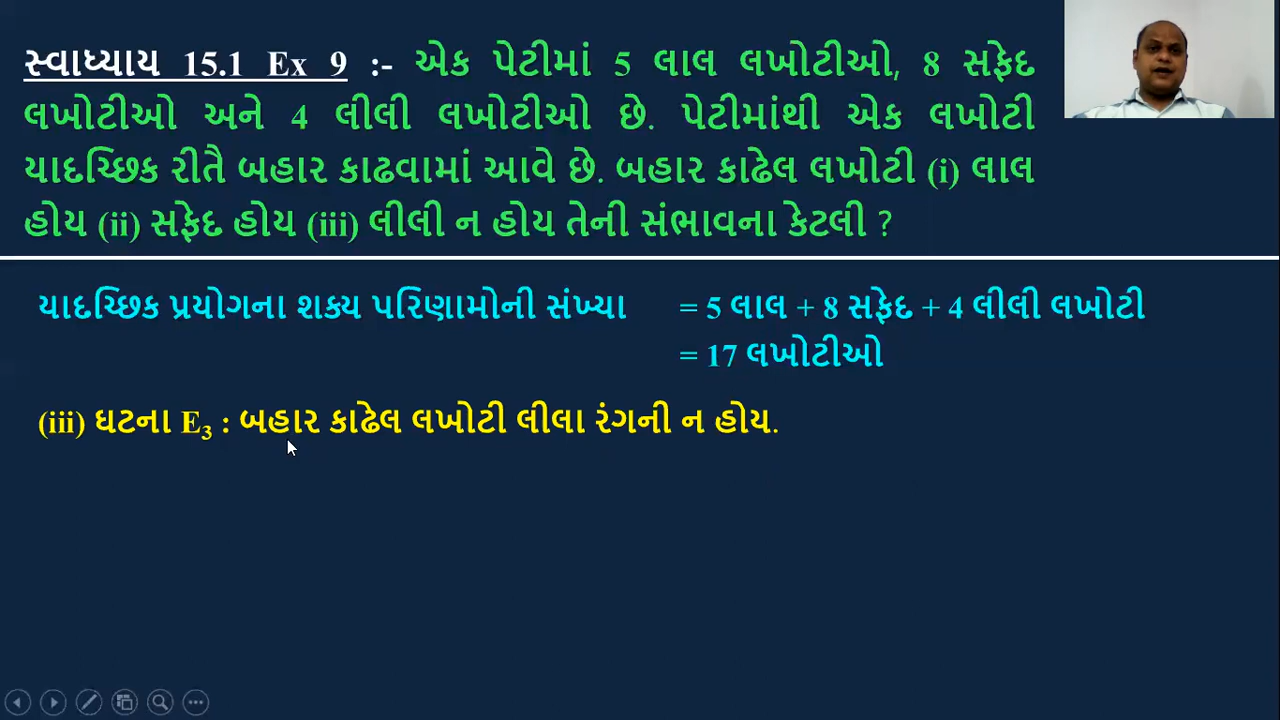 સ્વાધ્યાય 15.1 Ex 9 :- એક પેટીમાં 5 લાલ લખોટીઓ, 8 સફેદ
લખોટીઓ અને 4 લીલી લખોટીઓ છે. પેટીમાંથી એક લખોટી
યાદચ્છિક રીતૈ બહાર કાઢવામાં આવે છે. બહાર કાઢેલ લખોટી (i) લાલ
હોય (ii) સફેદ હોય (iii) લીલી ન હોય તેની સંભાવના કેટલી ?
યાદચ્છિક પ્રયોગના શક્ય પરિણામોની સંખ્યા = 5 લાલ + 8 સફેદ + 4 લીલી લખોટી
= 17 લખોટીઓ
(iii) ઘટના E₃ : બહાર કાઢેલ લખોટી લીલા રંગની ન હોય.